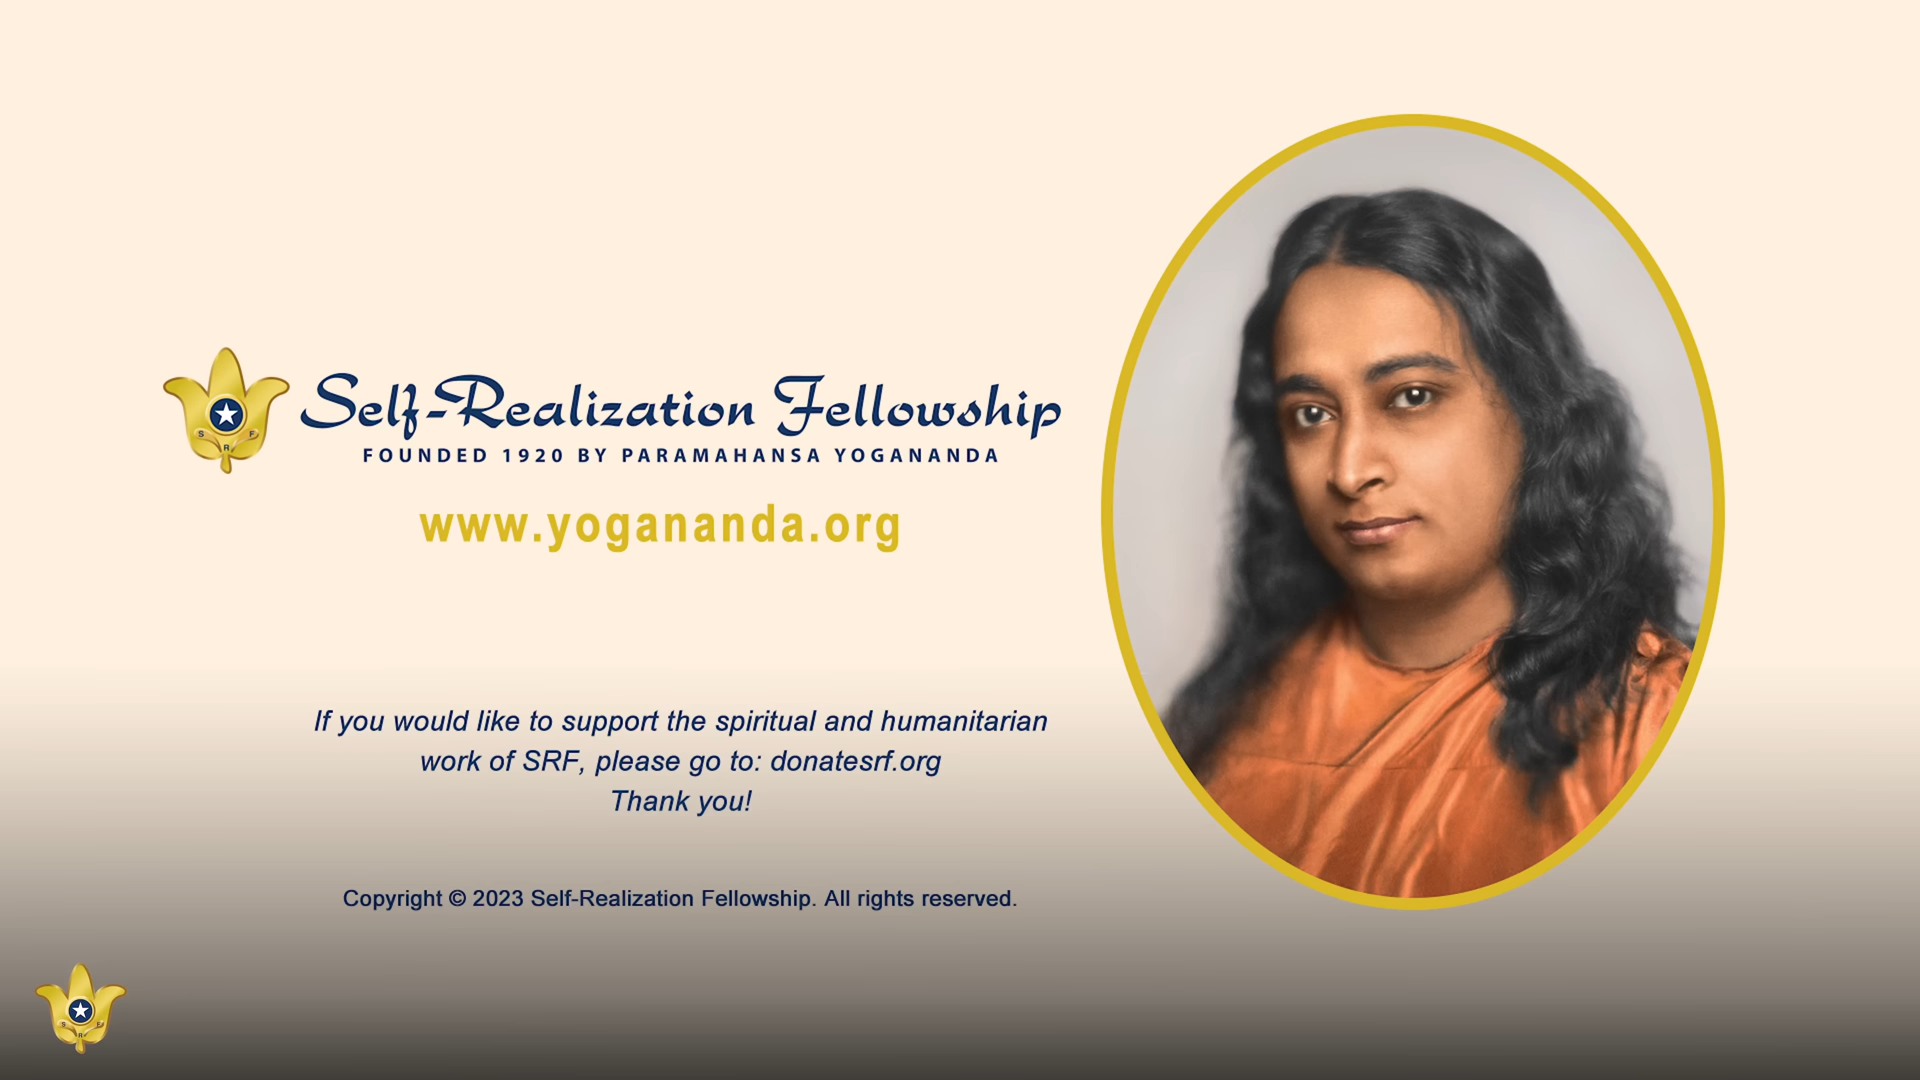 Self-Realization Fellowship
FOUNDED 1920 BY PARAMAHANSA YOGANANDA
www.yogananda.org
If you would like to support the spiritual and humanitarian
work of SRF, please go to: donatesrf.org
Thank you!
Copyright © 2023 Self-Realization Fellowship. All rights reserved.
S R F
S R F